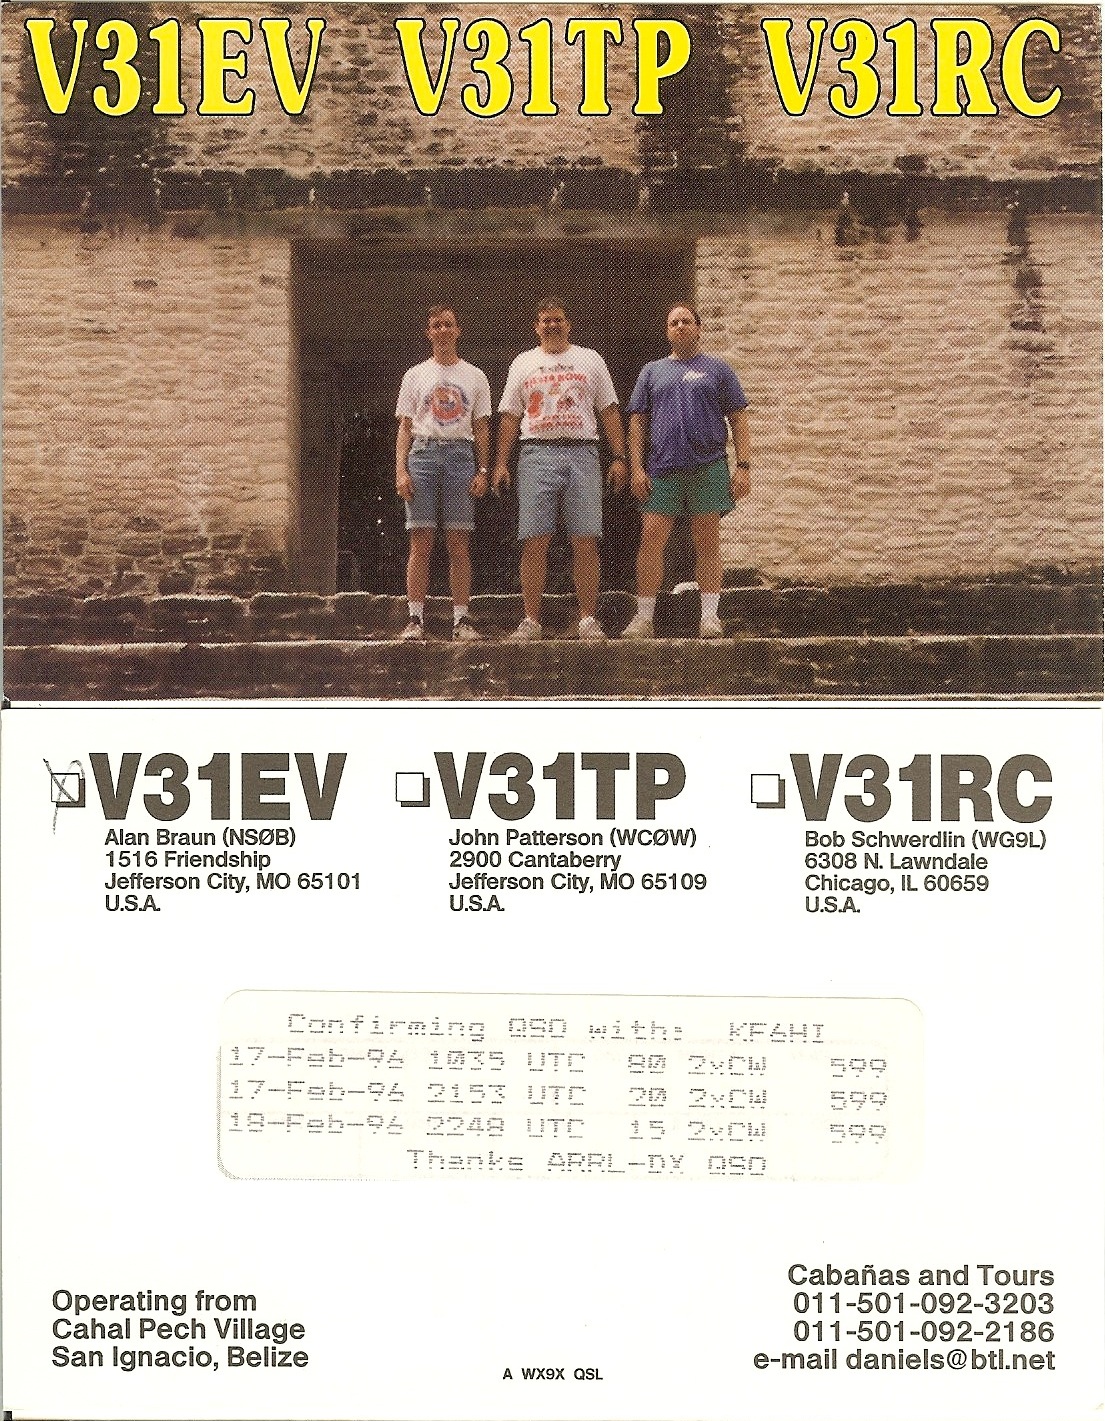 V31EV V31TP V31RC
FIESTA BOWL
V31EV
Alan Braun (NSØB)
1516 Friendship
Jefferson City, MO 65101
U.S.A.
V31TP
John Patterson (WCØW)
2900 Cantaberry
Jefferson City, MO 65109
U.S.A.
V31RC
Bob Schwerdlin (WG9L)
6308 N. Lawndale
Chicago, IL 60659
U.S.A.
Confirming QSO with: KF6HI
17-Feb-96 1035 UTC 80 2xCW 599
17-Feb-96 2153 UTC 20 2xCW 599
18-Feb-96 2248 UTC 15 2xCW 599
Thanks ARRL-DX QSO
Operating from
Cahal Pech Village
San Ignacio, Belize
A WX9X QSL
Cabañas and Tours
011-501-092-3203
011-501-092-2186
e-mail daniels@btl.net